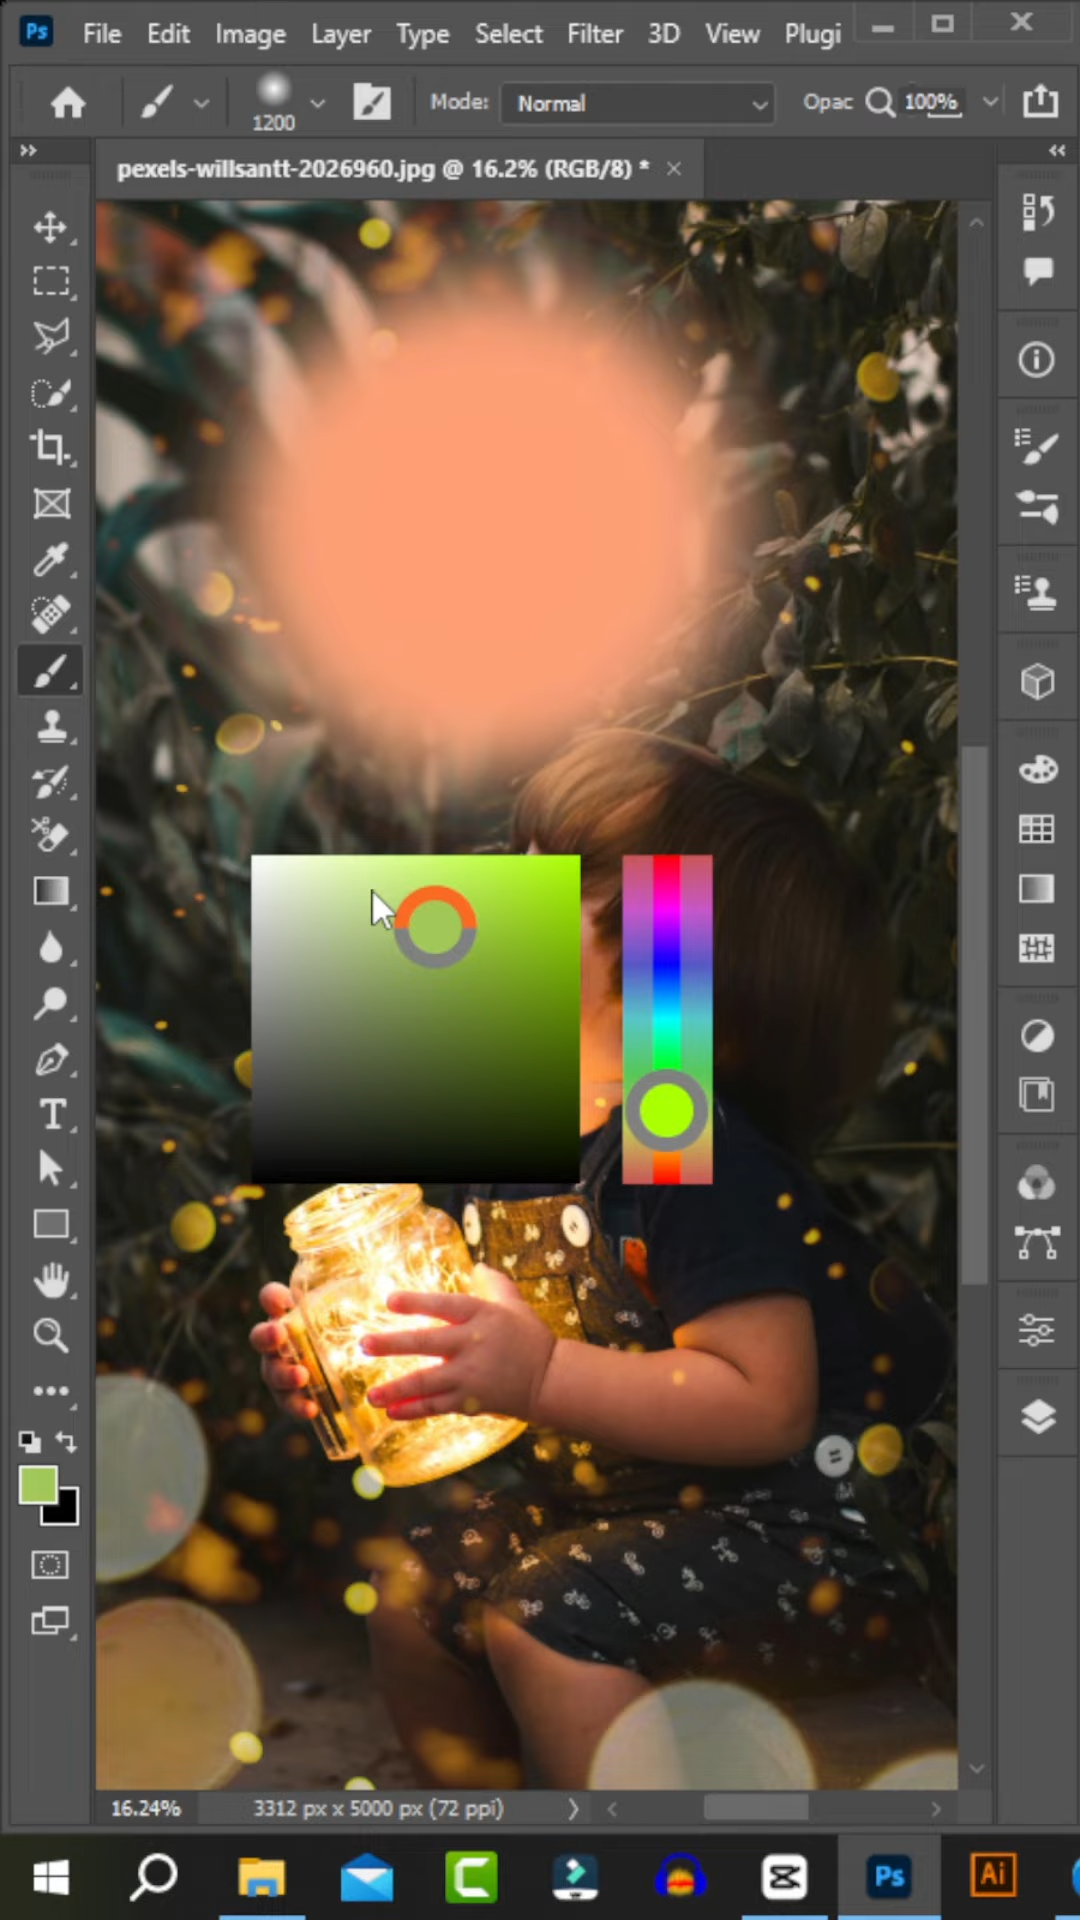 Ps File Edit Image Layer Type Select Filter 3D View Plugi
1200 Mode: Normal Opac 100%
pexels-willsantt-2026960.jpg @ 16.2% (RGB/8) * ×
T
16.24% 3312 px x 5000 px (72 ppi)
C Ps Ai